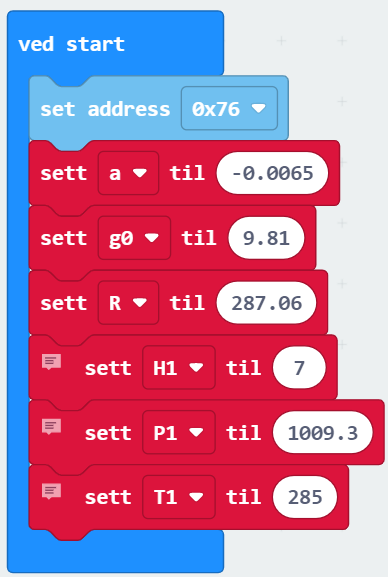 ved start
set address 0x76
sett a til -0.0065
sett g0 til 9.81
sett R til 287.06
sett H1 til 7
sett P1 til 1009.3
sett T1 til 285